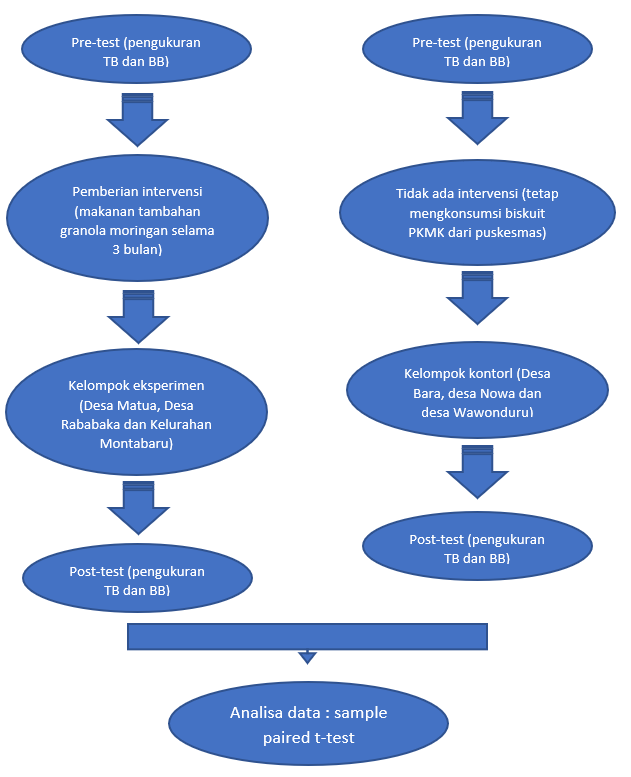 Pre-test (pengukuran
TB dan BB)
Pemberian intervensi
(makanan tambahan
granola moringan selama
3 bulan)
Kelompok eksperimen
(Desa Matua, Desa
Rababaka dan Kelurahan
Montabaru)
Post-test (pengukuran
TB dan BB)
Pre-test (pengukuran
TB dan BB)
Tidak ada intervensi (tetap
mengkonsumsi biskuit
PKMK dari puskesmas)
Kelompok kontorl (Desa
Bara, desa Nowa dan
desa Wawonduru)
Post-test (pengukuran
TB dan BB)
Analisa data : sample
paired t-test